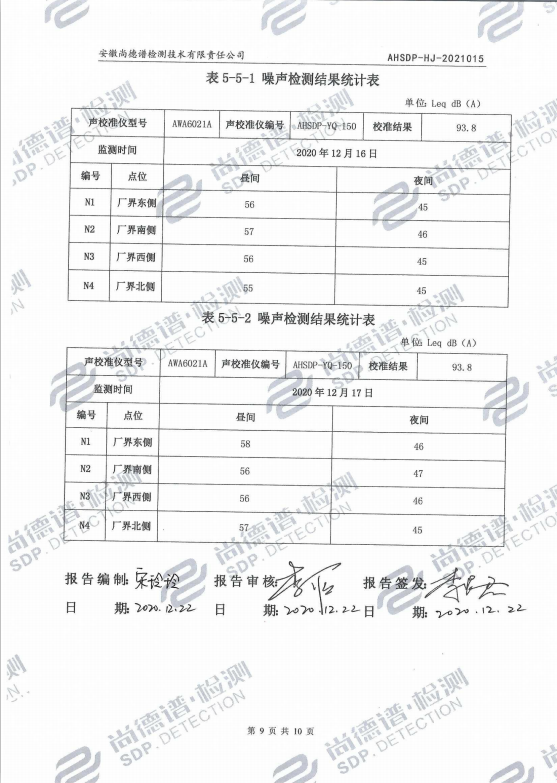 安徽尚德谱检测技术有限责任公司 AHSDP-HJ-2021015
表 5-5-1 噪声检测结果统计表
单位: Leq dB（A）
声校准仪型号 AWA6021A 声校准仪编号 AHSDP-YQ-150 校准结果 93.8
监测时间 2020 年 12 月 16 日
编号 点位 昼间 夜间
N1 厂界东侧 56 45
N2 厂界南侧 57 46
N3 厂界西侧 56 45
N4 厂界北侧 55 45
表 5-5-2 噪声检测结果统计表
单位: Leq dB（A）
声校准仪型号 AWA6021A 声校准仪编号 AHSDP-YQ-150 校准结果 93.8
监测时间 2020 年 12 月 17 日
编号 点位 昼间 夜间
N1 厂界东侧 58 46
N2 厂界南侧 56 47
N3 厂界西侧 56 46
N4 厂界北侧 57 45
报告编制: 报告审核: 报告签发:
日 期: 2020.12.22 日 期: 2020.12.22 日 期: 2020.12.22
第 9 页 共 10 页
尚德谱·检测
SDP.DETECTION